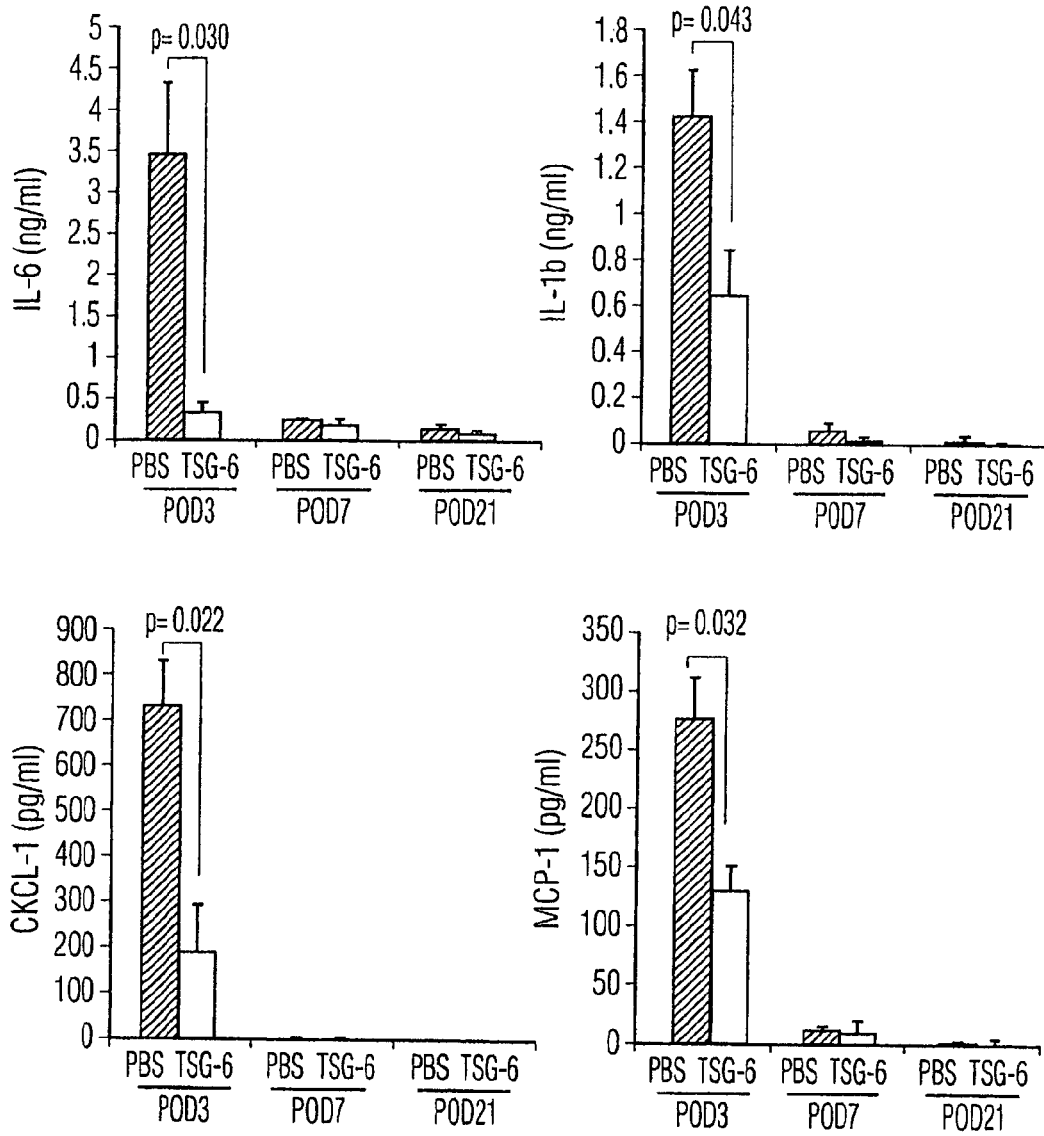 IL-6 (ng/ml)
5
4.5
4
3.5
3
2.5
2
1.5
1
0.5
0
p= 0.030
PBS TSG-6 PBS TSG-6 PBS TSG-6
POD3 POD7 POD21
IL-1b (ng/ml)
1.8
1.6
1.4
1.2
1
0.8
0.6
0.4
0.2
0
p= 0.043
PBS TSG-6 PBS TSG-6 PBS TSG-6
POD3 POD7 POD21
CKCL-1 (pg/ml)
900
800
700
600
500
400
300
200
100
0
p= 0.022
PBS TSG-6 PBS TSG-6 PBS TSG-6
POD3 POD7 POD21
MCP-1 (pg/ml)
350
300
250
200
150
100
50
0
p= 0.032
PBS TSG-6 PBS TSG-6 PBS TSG-6
POD3 POD7 POD21